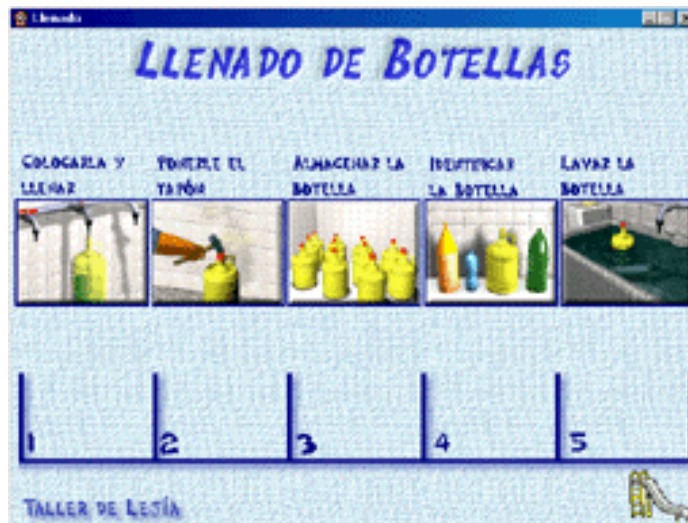 Llenado
LLENADO DE BOTELLAS
COLOCARLA Y
LLENAR
PONERLE EL
TAPÓN
ALMACENAR LA
BOTELLA
IDENTIFICAR
LA BOTELLA
LAVAR LA
BOTELLA
1
2
3
4
5
TALLER DE LEJÍA